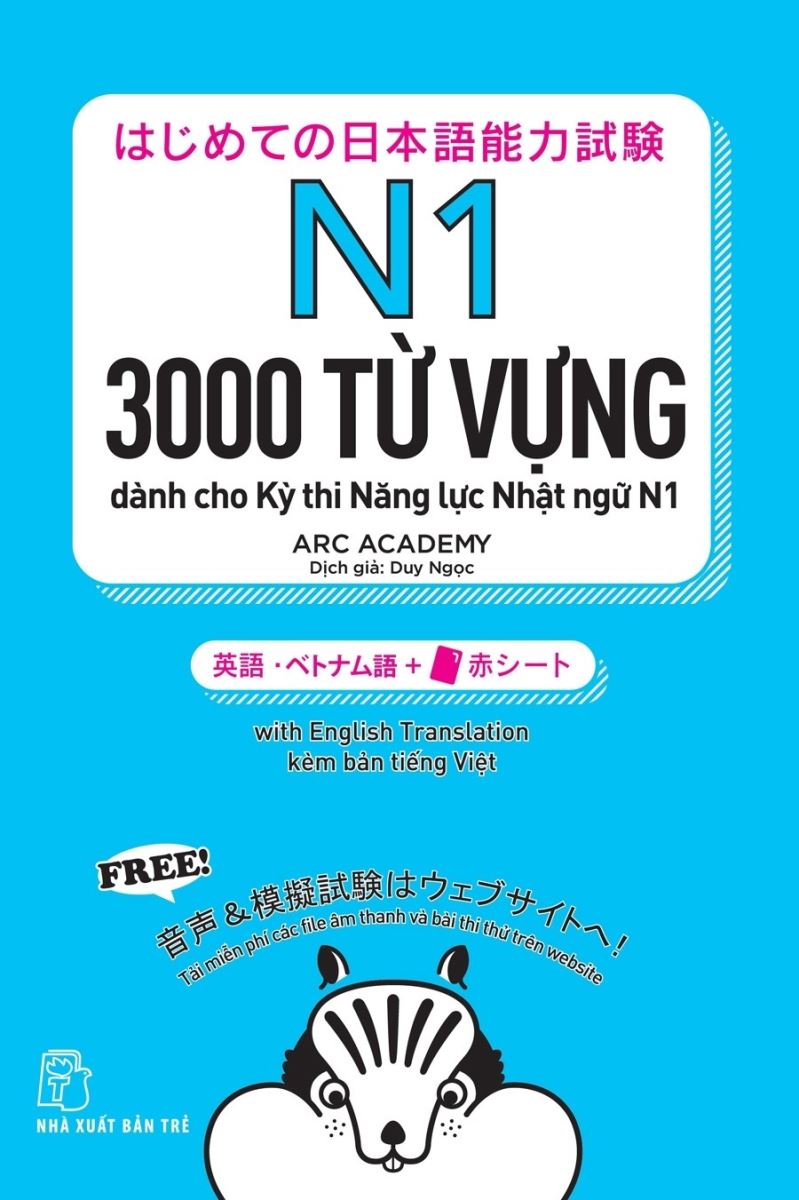 はじめての日本語能力試験
N1
3000 TỪ VỰNG
dành cho Kỳ thi Năng lực Nhật ngữ N1
ARC ACADEMY
Dịch giả: Duy Ngọc
英語・ベトナム語+赤シート
with English Translation
kèm bản tiếng Việt
FREE!
音声&模擬試験はウェブサイトへ!
Tải miễn phí các file âm thanh và bài thi thử trên website
T
NHÀ XUẤT BẢN TRẺ